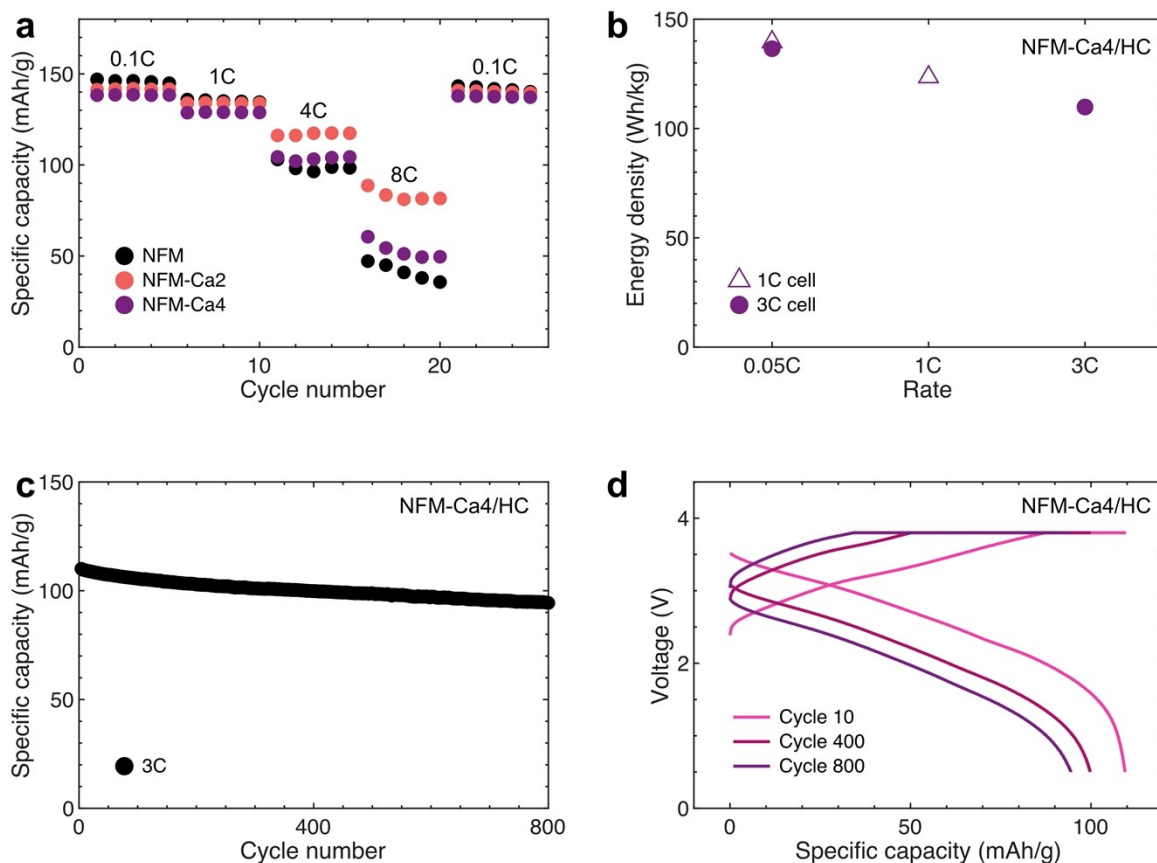 a
Specific capacity (mAh/g)
150
100
50
0
0.1C
1C
4C
8C
0.1C
NFM
NFM-Ca2
NFM-Ca4
0
10
20
Cycle number
b
Energy density (Wh/kg)
150
100
50
0
NFM-Ca4/HC
1C cell
3C cell
0.05C
1C
3C
Rate
c
Specific capacity (mAh/g)
150
100
50
0
NFM-Ca4/HC
3C
0
400
800
Cycle number
d
Voltage (V)
4
2
0
NFM-Ca4/HC
Cycle 10
Cycle 400
Cycle 800
0
50
100
Specific capacity (mAh/g)